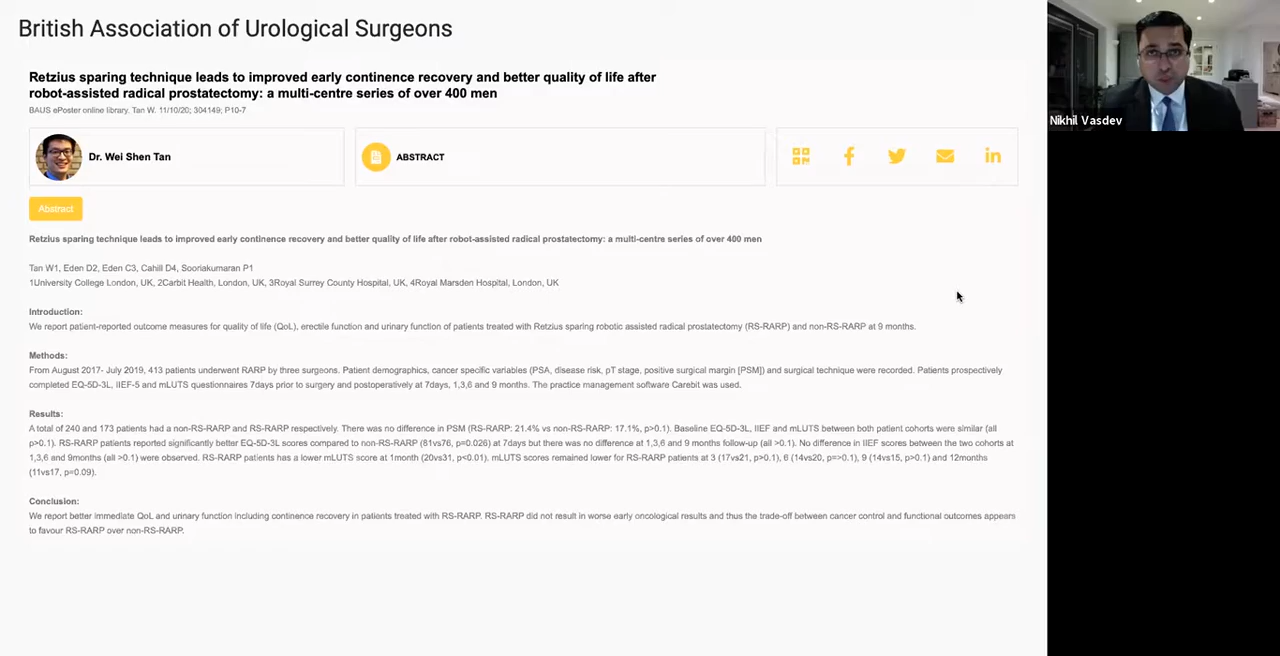 British Association of Urological Surgeons
Retzius sparing technique leads to improved early continence recovery and better quality of life after
robot-assisted radical prostatectomy: a multi-centre series of over 400 men
BAUS ePoster online library. Tan W. 11/10/20; 304149; P10-7
Dr. Wei Shen Tan
ABSTRACT
Abstract
Retzius sparing technique leads to improved early continence recovery and better quality of life after robot-assisted radical prostatectomy: a multi-centre series of over 400 men
Tan W1, Eden D2, Eden C3, Cahill D4, Sooriakumaran P1
1University College London, UK, 2Carbit Health, London, UK, 3Royal Surrey County Hospital, UK, 4Royal Marsden Hospital, London, UK
Introduction:
We report patient-reported outcome measures for quality of life (QoL), erectile function and urinary function of patients treated with Retzius sparing robotic assisted radical prostatectomy (RS-RARP) and non-RS-RARP at 9 months.
Methods:
From August 2017- July 2019, 413 patients underwent RARP by three surgeons. Patient demographics, cancer specific variables (PSA, disease risk, pT stage, positive surgical margin [PSM]) and surgical technique were recorded. Patients prospectively
completed EQ-5D-3L, IIEF-5 and mLUTS questionnaires 7days prior to surgery and postoperatively at 7days, 1,3,6 and 9 months. The practice management software Carebit was used.
Results:
A total of 240 and 173 patients had a non-RS-RARP and RS-RARP respectively. There was no difference in PSM (RS-RARP: 21.4% vs non-RS-RARP: 17.1%, p>0.1). Baseline EQ-5D-3L, IIEF and mLUTS between both patient cohorts were similar (all
p>0.1). RS-RARP patients reported significantly better EQ-5D-3L scores compared to non-RS-RARP (81vs76, p=0.026) at 7days but there was no difference at 1,3,6 and 9 months follow-up (all >0.1). No difference in IIEF scores between the two cohorts at
1,3,6 and 9months (all >0.1) were observed. RS-RARP patients has a lower mLUTS score at 1month (20vs31, p<0.01). mLUTS scores remained lower for RS-RARP patients at 3 (17vs21, p>0.1), 6 (14vs20, p=>0.1), 9 (14vs15, p>0.1) and 12months
(11vs17, p=0.09).
Conclusion:
We report better immediate QoL and urinary function including continence recovery in patients treated with RS-RARP. RS-RARP did not result in worse early oncological results and thus the trade-off between cancer control and functional outcomes appears
to favour RS-RARP over non-RS-RARP.
Nikhil Vasdev